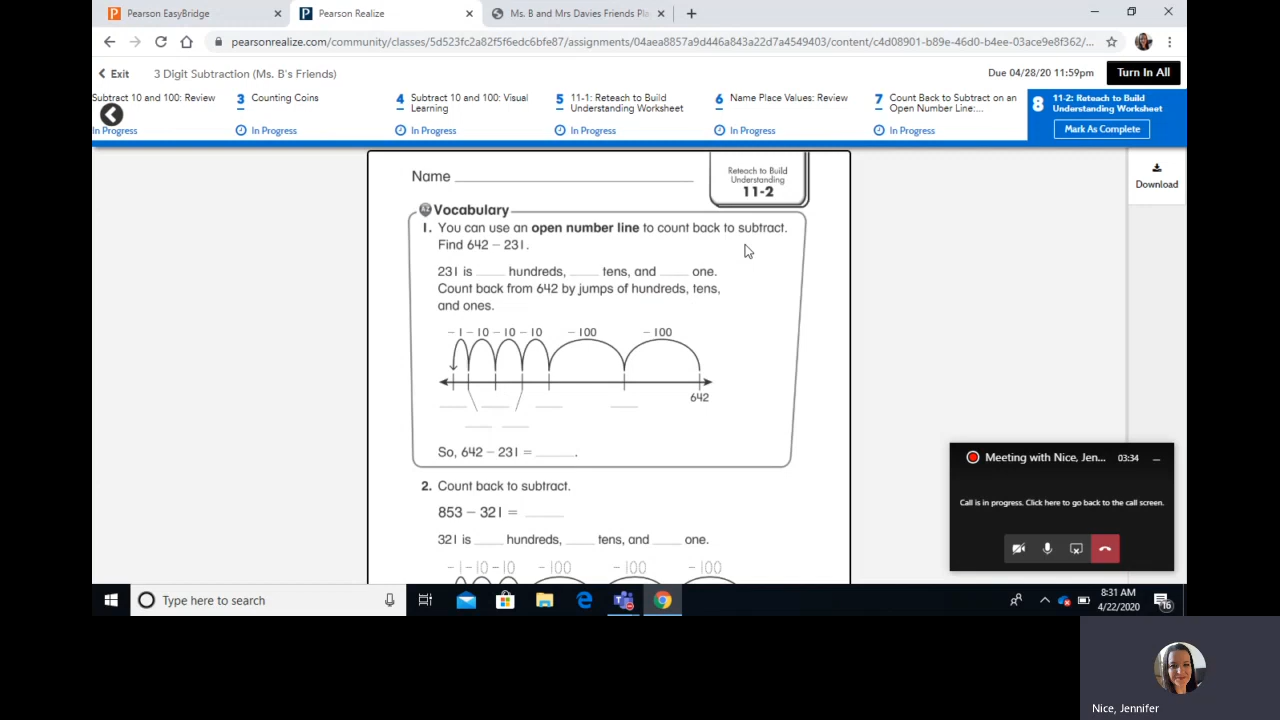 Pearson EasyBridge
Pearson Realize
Ms. B and Mrs Davies Friends Pla
pearsonrealize.com/community/classes/5d523fc2a82f5f6edc6bfe87/assignments/04aea8857a9d446a843a22d7a4549403/content/c4d08901-b89e-46d0-b4ee-03ace9e8f362/...
Exit
3 Digit Subtraction (Ms. B's Friends)
Due 04/28/20 11:59pm
Turn In All
Subtract 10 and 100: Review
In Progress
3 Counting Coins
In Progress
4 Subtract 10 and 100: Visual
Learning
In Progress
5 11-1: Reteach to Build
Understanding Worksheet
In Progress
6 Name Place Values: Review
In Progress
7 Count Back to Subtract on an
Open Number Line:...
In Progress
8 11-2: Reteach to Build
Understanding Worksheet
Mark As Complete
Download
Name
Reteach to Build
Understanding
11-2
Vocabulary
1. You can use an open number line to count back to subtract.
Find 642 – 231.
231 is ____ hundreds, ____ tens, and ____ one.
Count back from 642 by jumps of hundreds, tens,
and ones.
– 1 – 10 – 10 – 10 – 100 – 100
642
So, 642 – 231 = ____.
2. Count back to subtract.
853 – 321 = ____
321 is ____ hundreds, ____ tens, and ____ one.
– 1 – 10 – 10 – 100 – 100 – 100
Meeting with Nice, Jen... 03:34
Call is in progress. Click here to go back to the call screen.
Type here to search
8:31 AM
4/22/2020
16
Nice, Jennifer